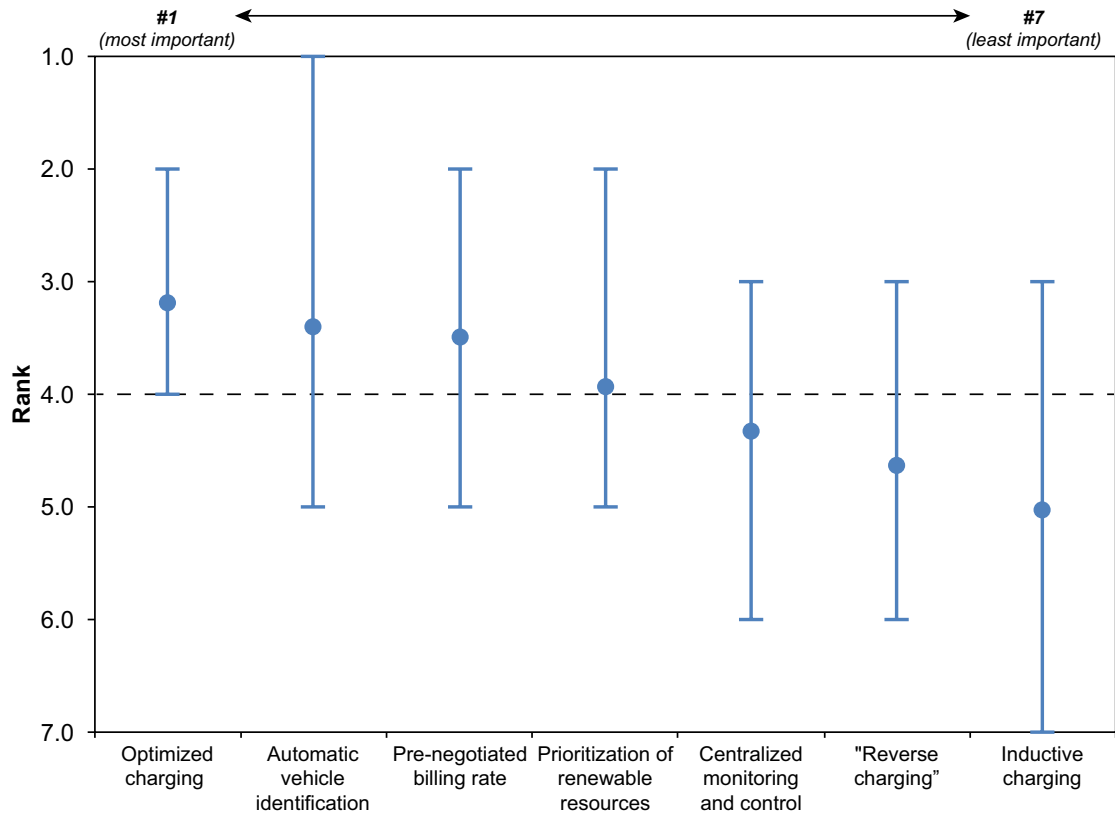 #1
(most important)
#7
(least important)
Rank
1.0
2.0
3.0
4.0
5.0
6.0
7.0
Optimized
charging
Automatic
vehicle
identification
Pre-negotiated
billing rate
Prioritization of
renewable
resources
Centralized
monitoring
and control
"Reverse
charging”
Inductive
charging